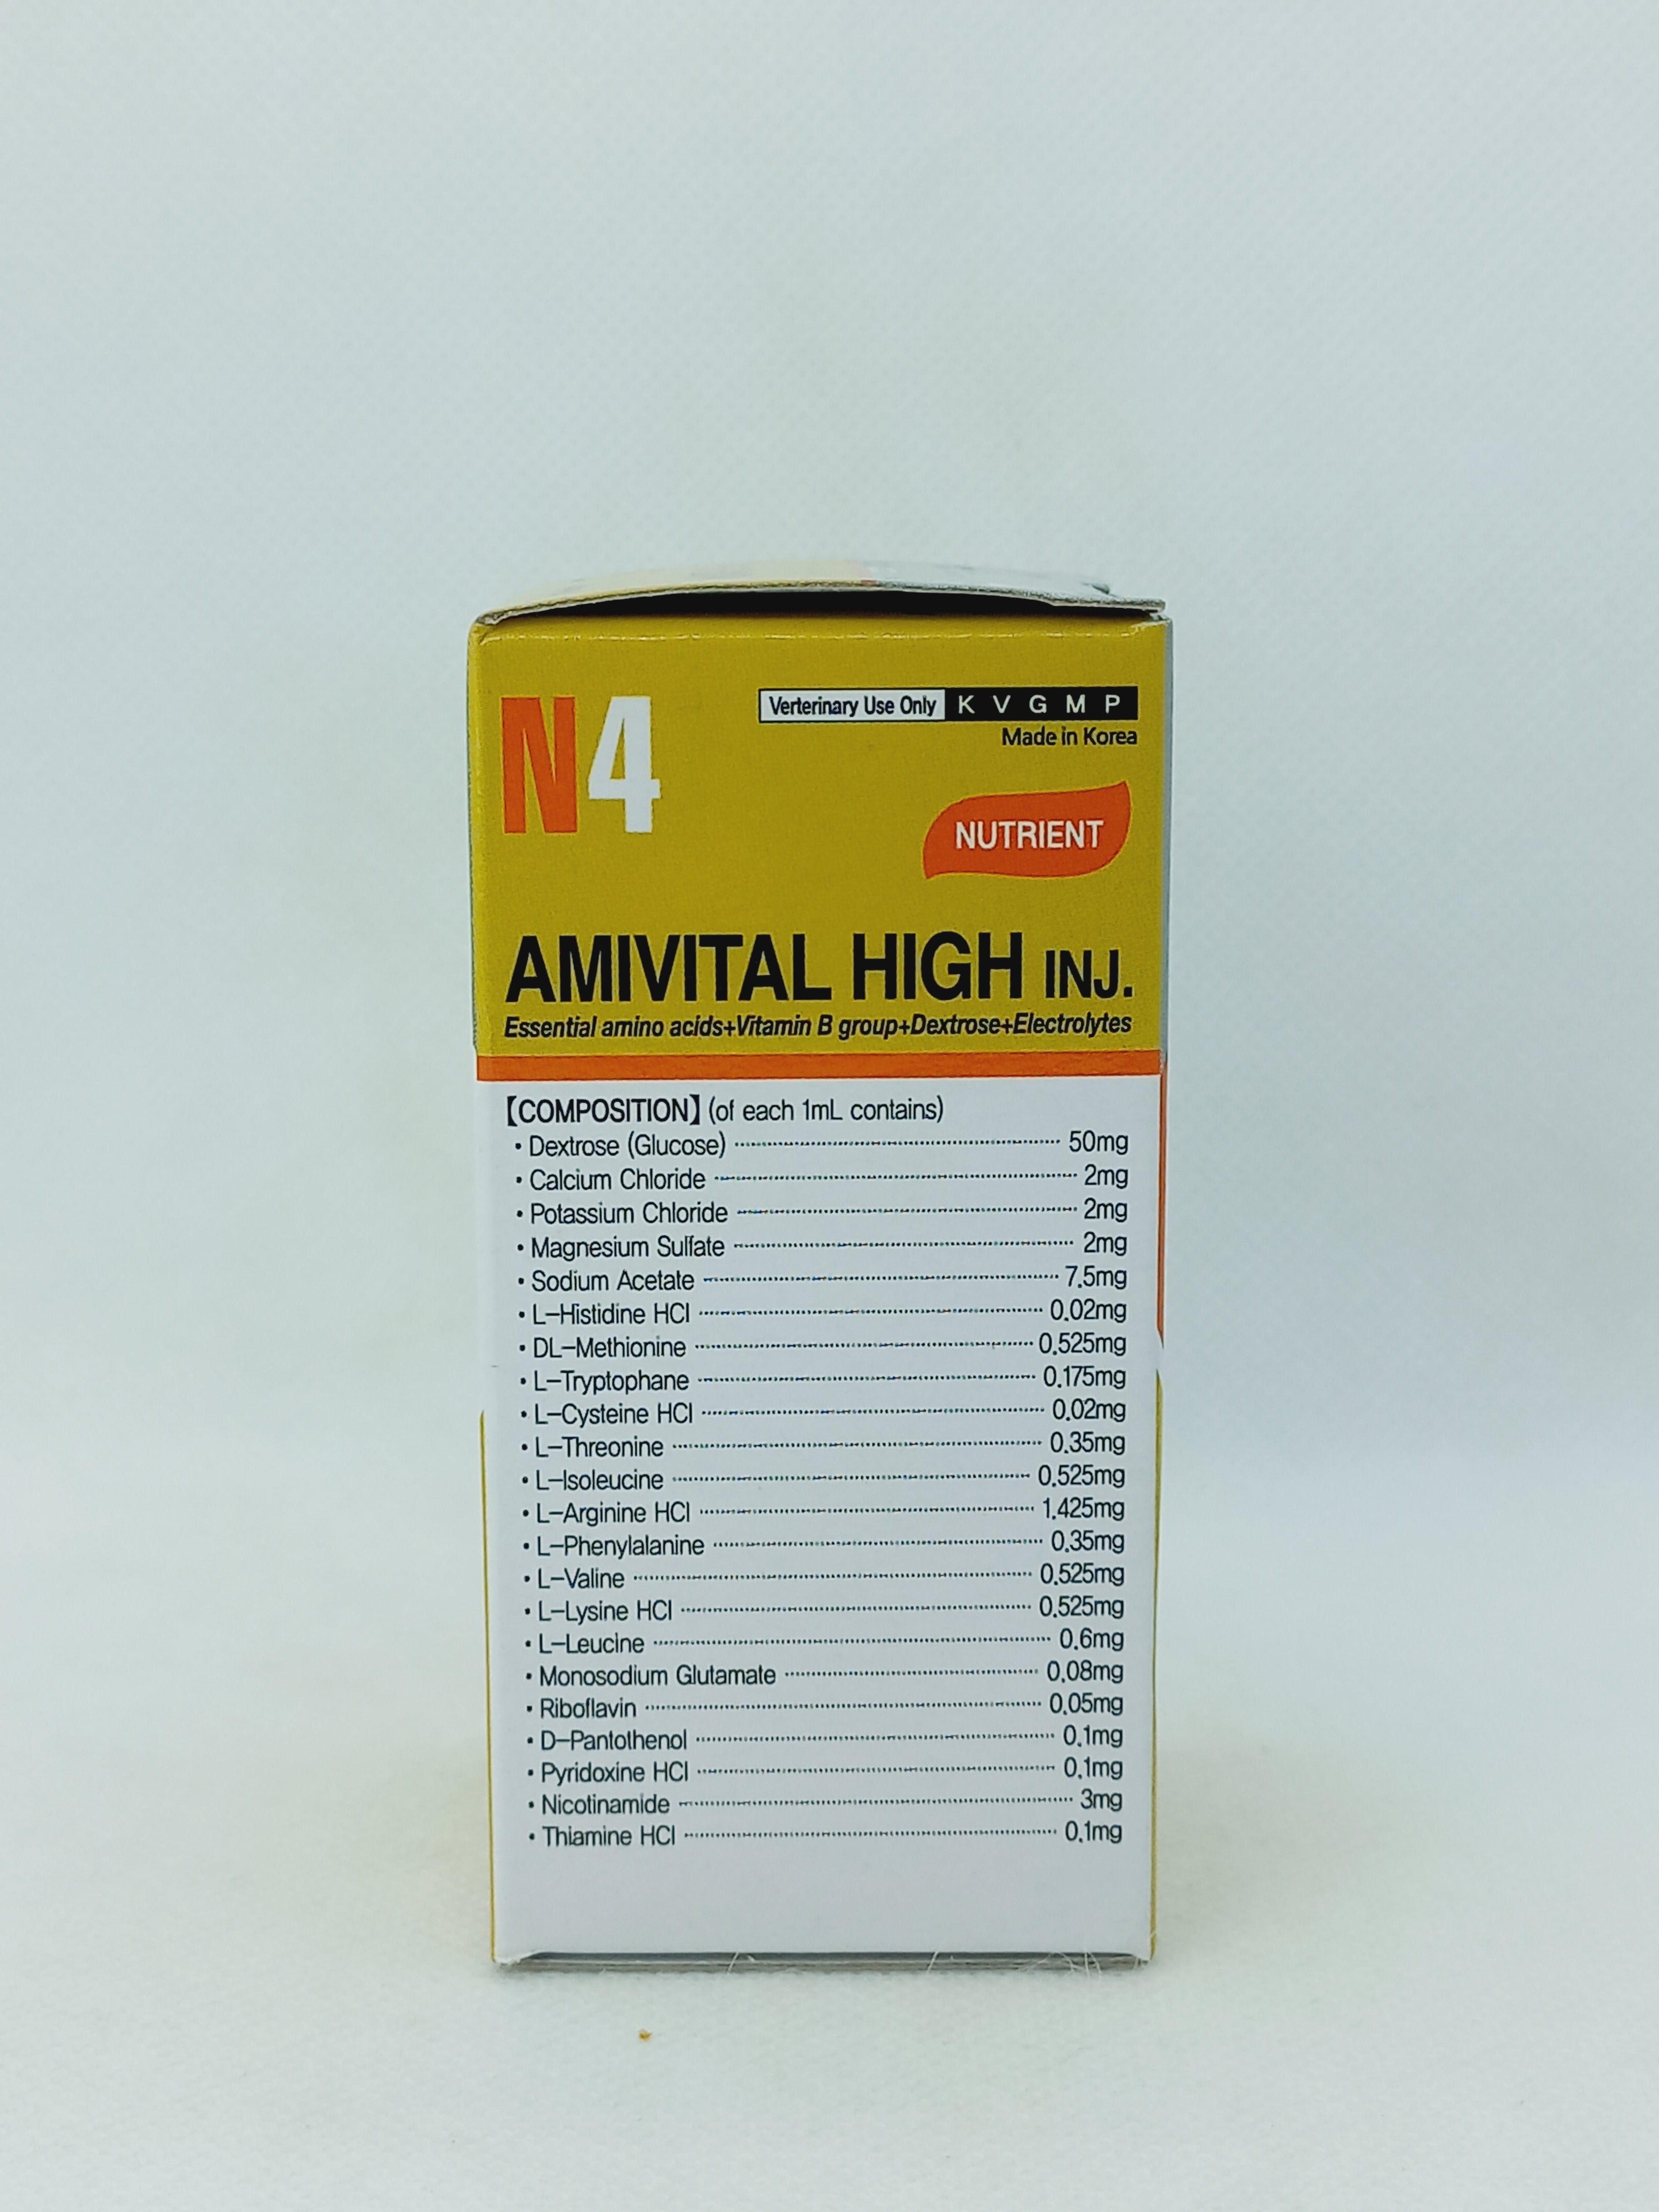 N4
Verterinary Use Only K V G M P
Made in Korea
NUTRIENT
AMIVITAL HIGH INJ.
Essential amino acids+Vitamin B group+Dextrose+Electrolytes
【COMPOSITION】 (of each 1mL contains)
• Dextrose (Glucose) 50mg
• Calcium Chloride 2mg
• Potassium Chloride 2mg
• Magnesium Sulfate 2mg
• Sodium Acetate 7.5mg
• L-Histidine HCl 0.02mg
• DL-Methionine 0.525mg
• L-Tryptophane 0.175mg
• L-Cysteine HCl 0.02mg
• L-Threonine 0.35mg
• L-Isoleucine 0.525mg
• L-Arginine HCl 1.425mg
• L-Phenylalanine 0.35mg
• L-Valine 0.525mg
• L-Lysine HCl 0.525mg
• L-Leucine 0.6mg
• Monosodium Glutamate 0.08mg
• Riboflavin 0.05mg
• D-Pantothenol 0.1mg
• Pyridoxine HCl 0.1mg
• Nicotinamide 3mg
• Thiamine HCl 0.1mg